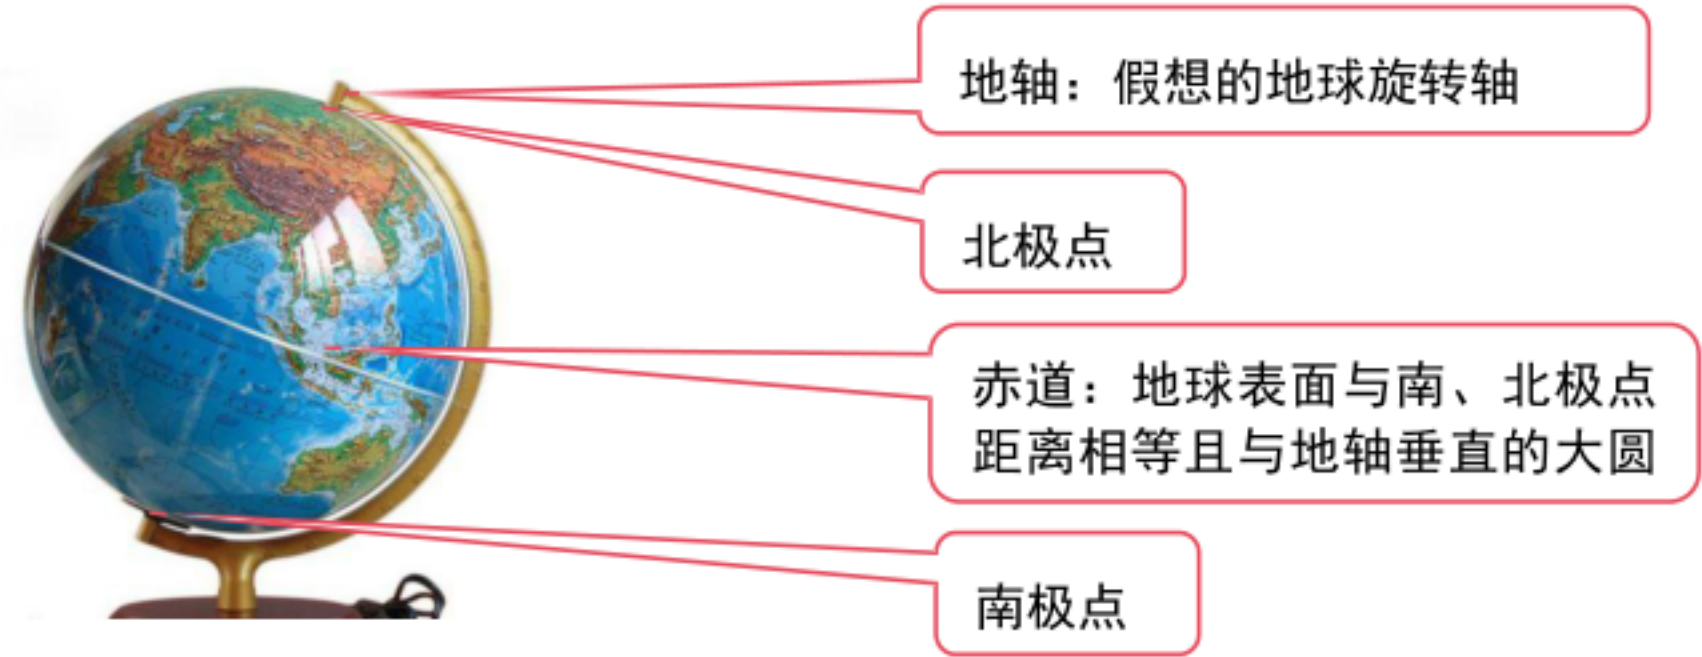 地轴：假想的地球旋转轴
北极点
赤道：地球表面与南、北极点
距离相等且与地轴垂直的大圆
南极点